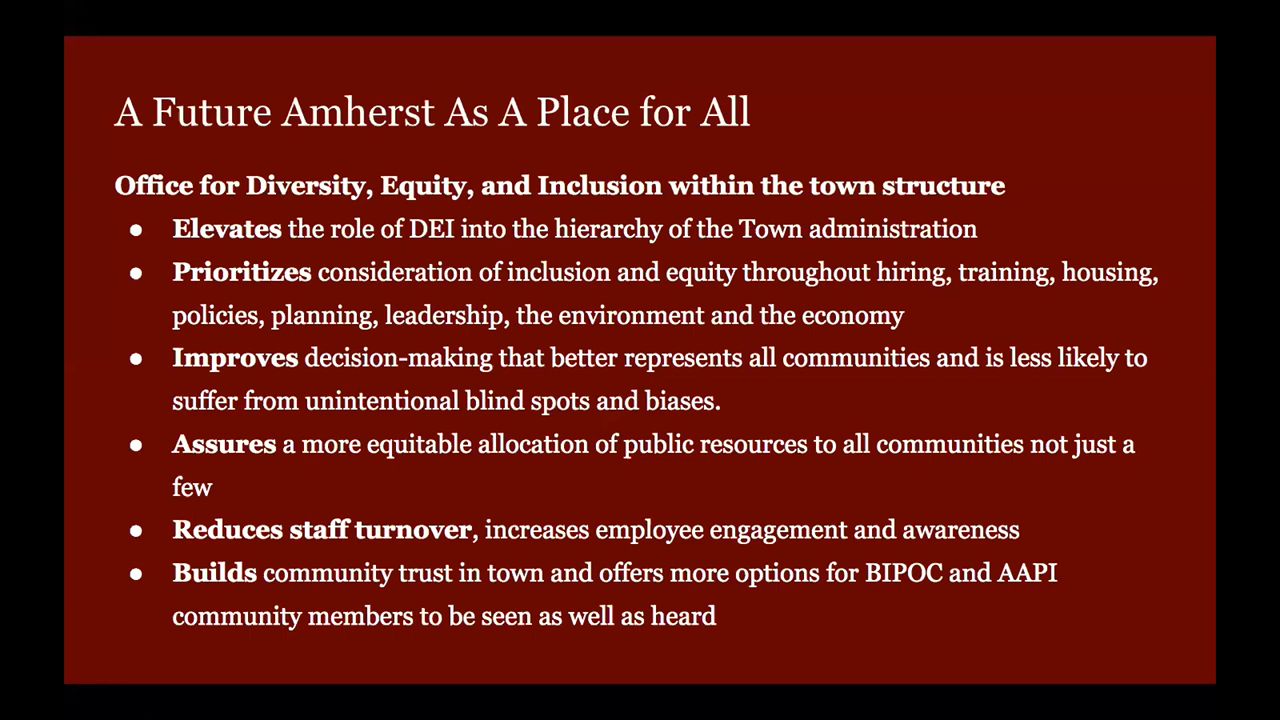 A Future Amherst As A Place for All
Office for Diversity, Equity, and Inclusion within the town structure
● Elevates the role of DEI into the hierarchy of the Town administration
● Prioritizes consideration of inclusion and equity throughout hiring, training, housing,
policies, planning, leadership, the environment and the economy
● Improves decision-making that better represents all communities and is less likely to
suffer from unintentional blind spots and biases.
● Assures a more equitable allocation of public resources to all communities not just a
few
● Reduces staff turnover, increases employee engagement and awareness
● Builds community trust in town and offers more options for BIPOC and AAPI
community members to be seen as well as heard